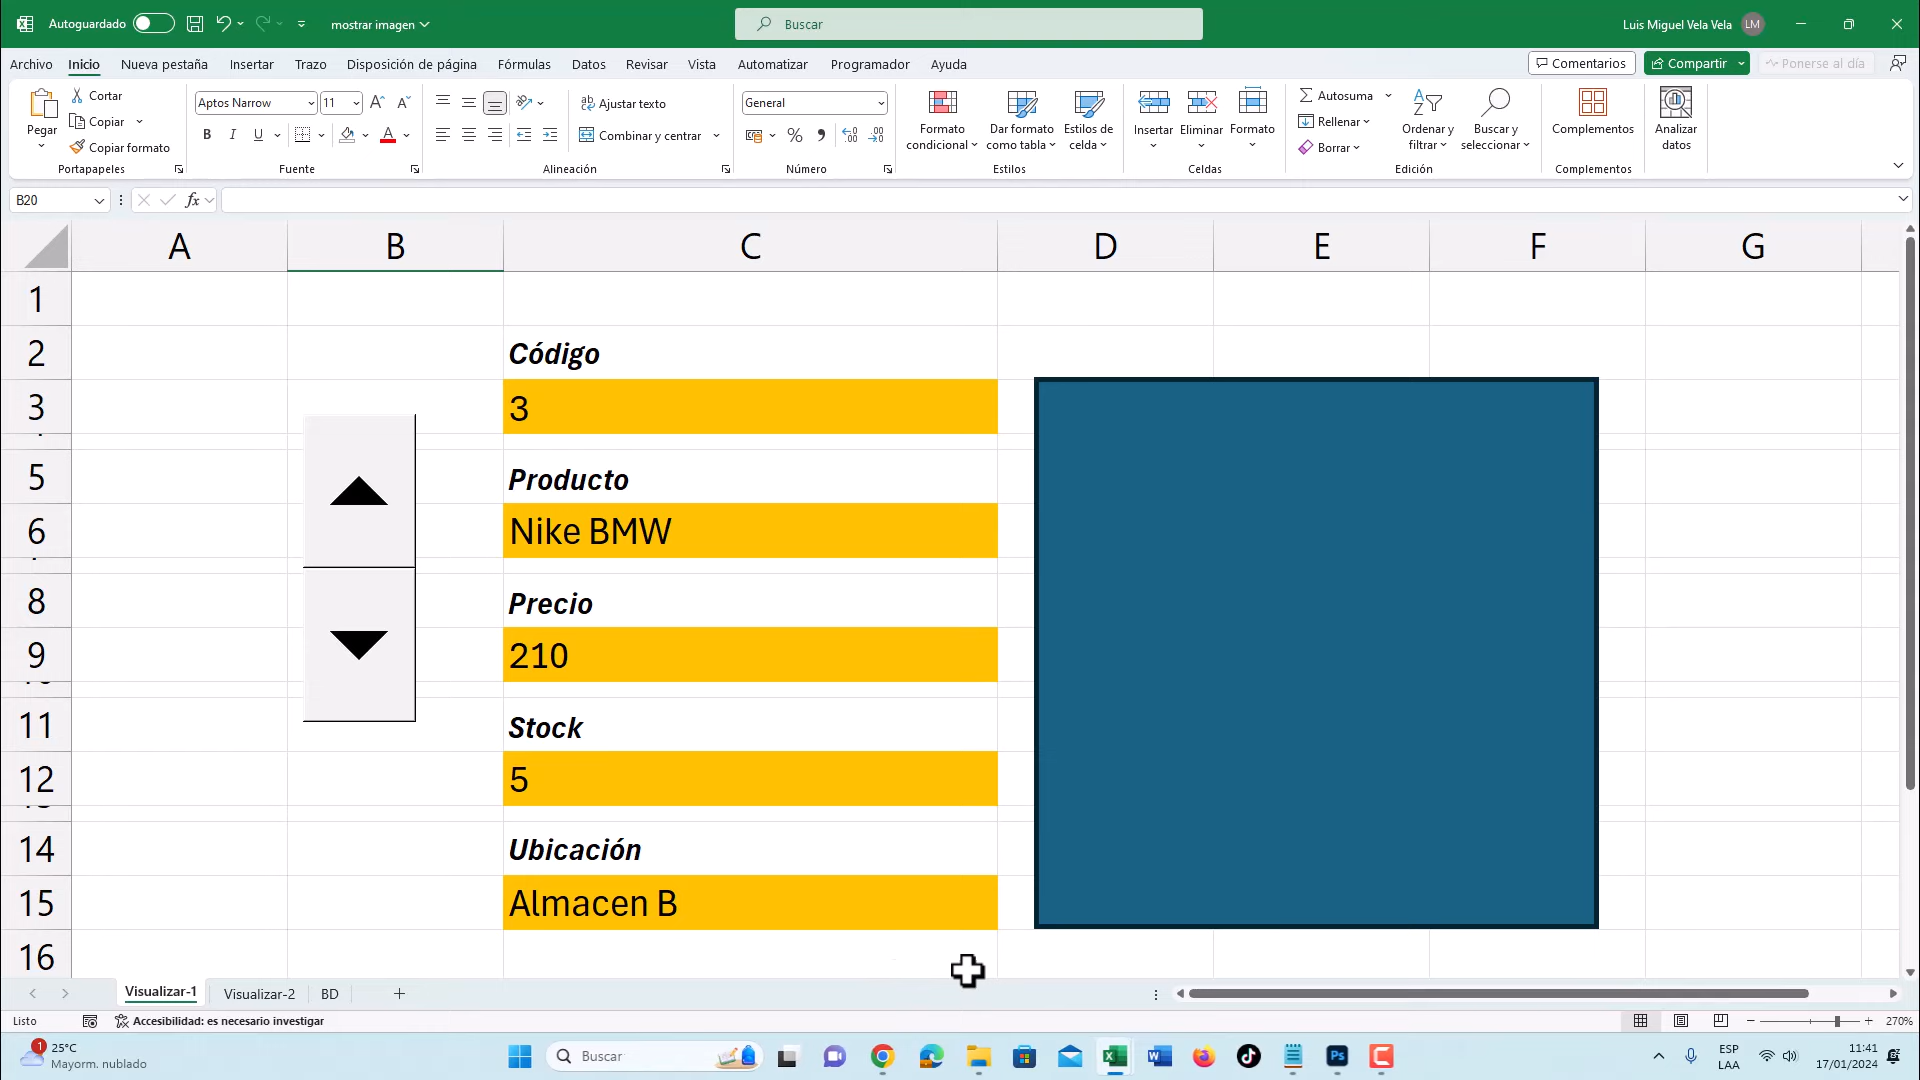 Autoguardado
mostrar imagen
Buscar
Luis Miguel Vela Vela
LM
Archivo Inicio Nueva pestaña Insertar Trazo Disposición de página Fórmulas Datos Revisar Vista Automatizar Programador Ayuda
Comentarios Compartir Ponerse al día
Pegar
Cortar
Copiar
Copiar formato
Portapapeles
Aptos Narrow 11
N K S
Fuente
Ajustar texto
Combinar y centrar
Alineación
General
Número
Formato condicional
Dar formato como tabla
Estilos de celda
Estilos
Insertar Eliminar Formato
Celdas
Autosuma
Rellenar
Borrar
Ordenar y filtrar
Buscar y seleccionar
Edición
Complementos
Complementos
Analizar datos
B20
fx
A B C D E F G
1
2 Código
3 3
5 Producto
6 Nike BMW
8 Precio
9 210
11 Stock
12 5
14 Ubicación
15 Almacen B
16
Visualizar-1 Visualizar-2 BD
Listo Accesibilidad: es necesario investigar
270%
1
25°C
Mayorm. nublado
Buscar
ESP
LAA
11:41
17/01/2024